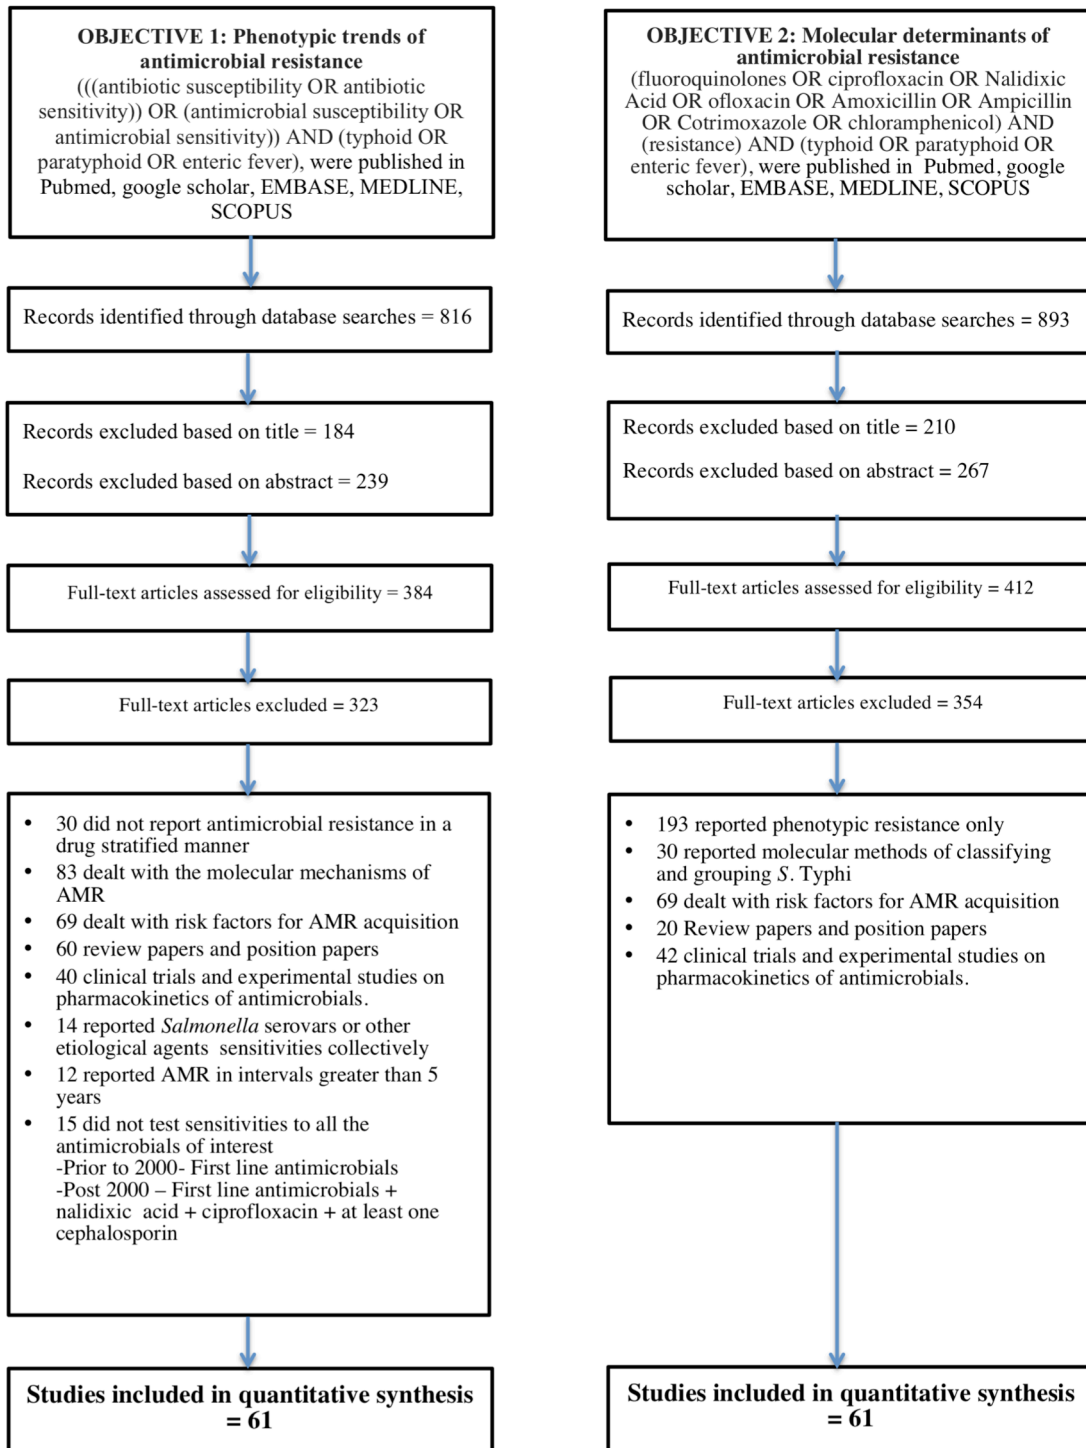 OBJECTIVE 1: Phenotypic trends of
antimicrobial resistance
(((antibiotic susceptibility OR antibiotic
sensitivity)) OR (antimicrobial susceptibility OR
antimicrobial sensitivity)) AND (typhoid OR
paratyphoid OR enteric fever), were published in
Pubmed, google scholar, EMBASE, MEDLINE,
SCOPUS
Records identified through database searches = 816
Records excluded based on title = 184
Records excluded based on abstract = 239
Full-text articles assessed for eligibility = 384
Full-text articles excluded = 323
• 30 did not report antimicrobial resistance in a
drug stratified manner
• 83 dealt with the molecular mechanisms of
AMR
• 69 dealt with risk factors for AMR acquisition
• 60 review papers and position papers
• 40 clinical trials and experimental studies on
pharmacokinetics of antimicrobials.
• 14 reported Salmonella serovars or other
etiological agents sensitivities collectively
• 12 reported AMR in intervals greater than 5
years
• 15 did not test sensitivities to all the
antimicrobials of interest
-Prior to 2000- First line antimicrobials
-Post 2000 – First line antimicrobials +
nalidixic acid + ciprofloxacin + at least one
cephalosporin
Studies included in quantitative synthesis
= 61
OBJECTIVE 2: Molecular determinants of
antimicrobial resistance
(fluoroquinolones OR ciprofloxacin OR Nalidixic
Acid OR ofloxacin OR Amoxicillin OR Ampicillin
OR Cotrimoxazole OR chloramphenicol) AND
(resistance) AND (typhoid OR paratyphoid OR
enteric fever), were published in Pubmed, google
scholar, EMBASE, MEDLINE, SCOPUS
Records identified through database searches = 893
Records excluded based on title = 210
Records excluded based on abstract = 267
Full-text articles assessed for eligibility = 412
Full-text articles excluded = 354
• 193 reported phenotypic resistance only
• 30 reported molecular methods of classifying
and grouping S. Typhi
• 69 dealt with risk factors for AMR acquisition
• 20 Review papers and position papers
• 42 clinical trials and experimental studies on
pharmacokinetics of antimicrobials.
Studies included in quantitative synthesis
= 61